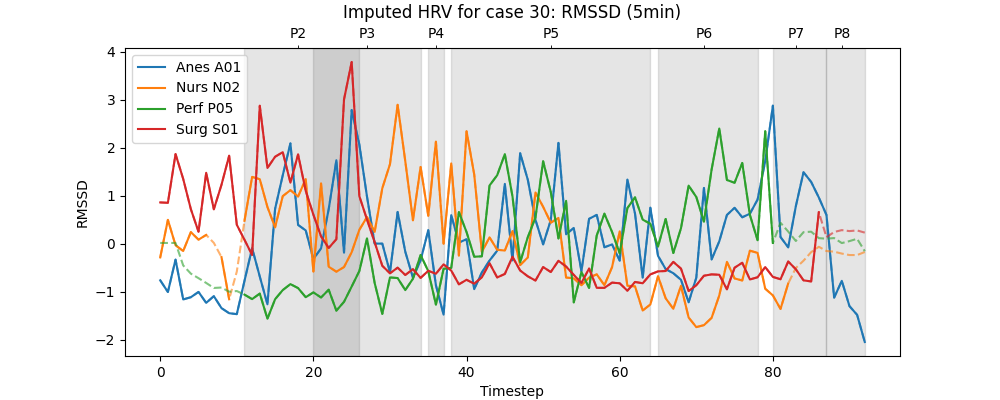 Imputed HRV for case 30: RMSSD (5min)
P2 P3 P4 P5 P6 P7 P8
Anes A01
Nurs N02
Perf P05
Surg S01
RMSSD
4
3
2
1
0
−1
−2
0 20 40 60 80
Timestep